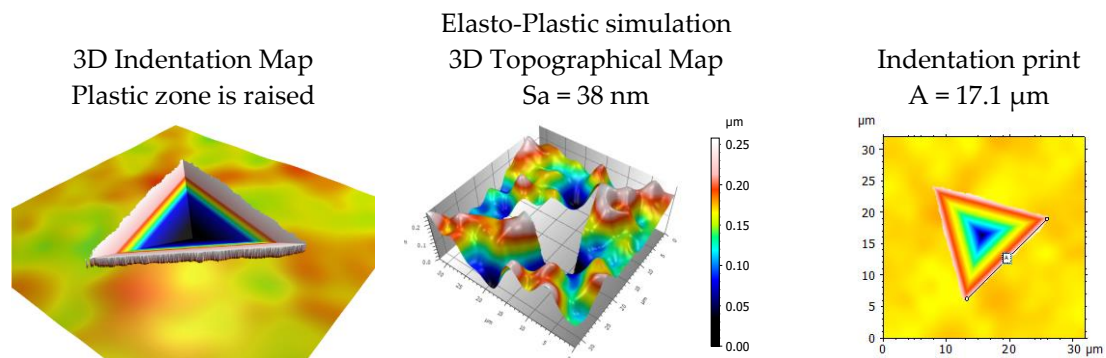 Elasto-Plastic simulation
3D Indentation Map
3D Topographical Map
Indentation print
Plastic zone is raised
Sa = 38 nm
A = 17.1 µm
µm
0.25
0.20
0.15
0.10
0.05
0.00
µm
30
25
20
15
10
5
0
0
10
20
30
µm